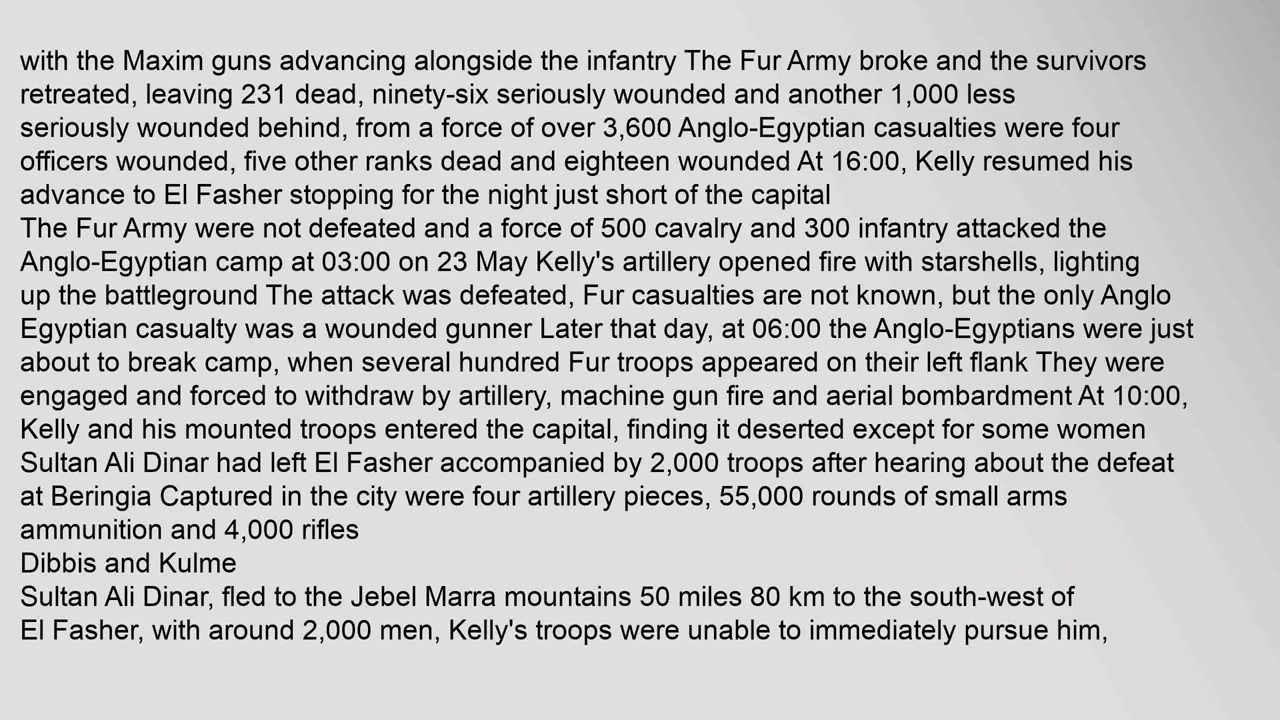 with the Maxim guns advancing alongside the infantry The Fur Army broke and the survivors
retreated, leaving 231 dead, ninety-six seriously wounded and another 1,000 less
seriously wounded behind, from a force of over 3,600 Anglo-Egyptian casualties were four
officers wounded, five other ranks dead and eighteen wounded At 16:00, Kelly resumed his
advance to El Fasher stopping for the night just short of the capital
The Fur Army were not defeated and a force of 500 cavalry and 300 infantry attacked the
Anglo-Egyptian camp at 03:00 on 23 May Kelly's artillery opened fire with starshells, lighting
up the battleground The attack was defeated, Fur casualties are not known, but the only Anglo
Egyptian casualty was a wounded gunner Later that day, at 06:00 the Anglo-Egyptians were just
about to break camp, when several hundred Fur troops appeared on their left flank They were
engaged and forced to withdraw by artillery, machine gun fire and aerial bombardment At 10:00,
Kelly and his mounted troops entered the capital, finding it deserted except for some women
Sultan Ali Dinar had left El Fasher accompanied by 2,000 troops after hearing about the defeat
at Beringia Captured in the city were four artillery pieces, 55,000 rounds of small arms
ammunition and 4,000 rifles
Dibbis and Kulme
Sultan Ali Dinar, fled to the Jebel Marra mountains 50 miles 80 km to the south-west of
El Fasher, with around 2,000 men, Kelly's troops were unable to immediately pursue him,